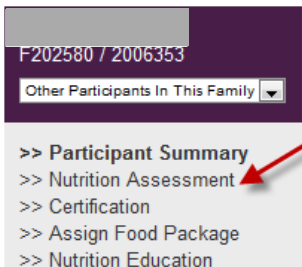 F202580 / 2006353
Other Participants In This Family
>> Participant Summary
>> Nutrition Assessment
>> Certification
>> Assign Food Package
>> Nutrition Education